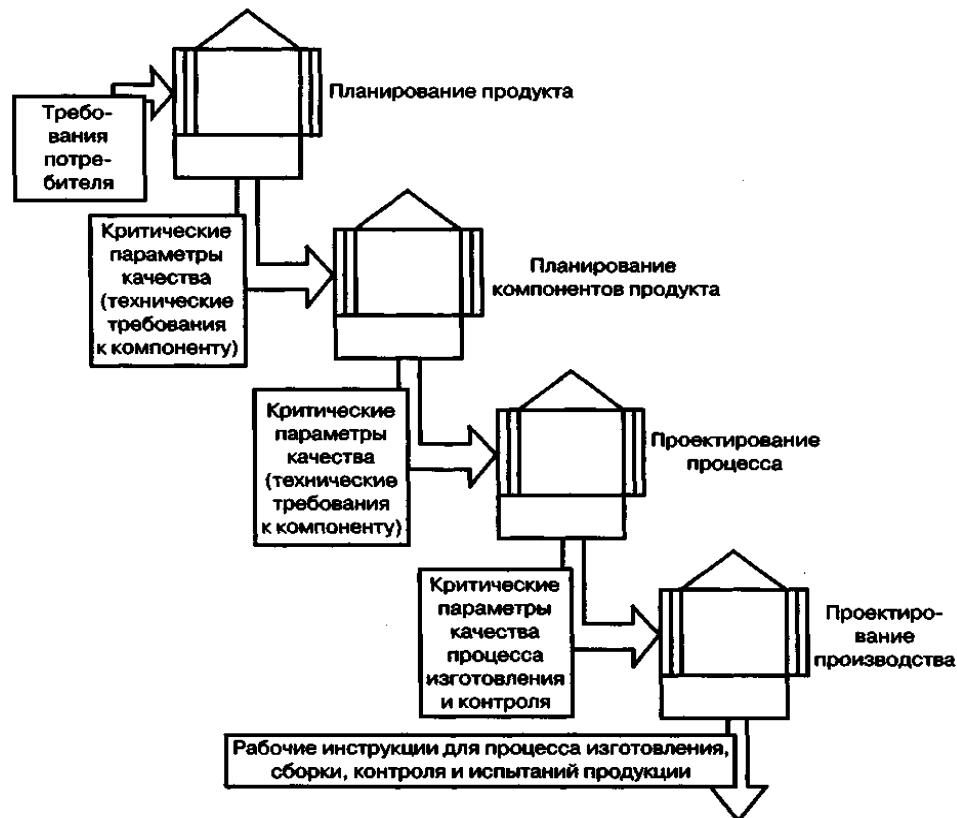 Планирование продукта
Требо-
вания
потре-
бителя
Критические
параметры
качества
(технические
требования
к компоненту)
Планирование
компонентов продукта
Критические
параметры
качества
(технические
требования
к компоненту)
Проектирование
процесса
Критические
параметры
качества
процесса
изготовления
и контроля
Проектиро-
вание
производства
Рабочие инструкции для процесса изготовления,
сборки, контроля и испытаний продукции